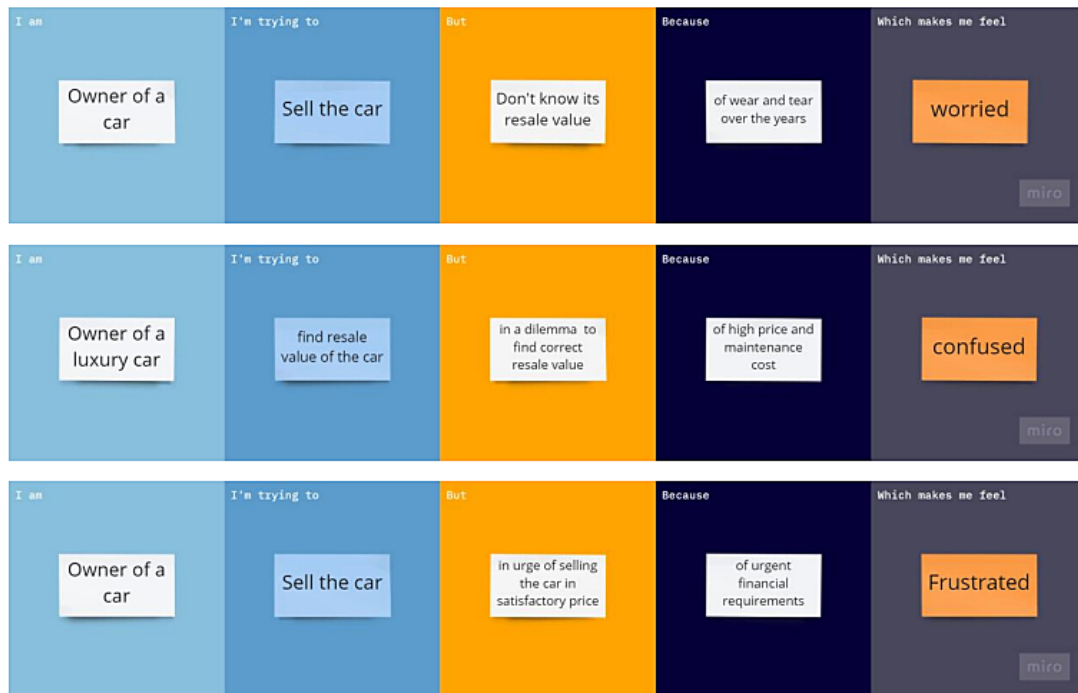 I am
I'm trying to
But
Because
Which makes me feel
Owner of a
car
Sell the car
Don't know its
resale value
of wear and tear
over the years
worried
miro
I am
I'm trying to
But
Because
Which makes me feel
Owner of a
luxury car
find resale
value of the car
in a dilemma to
find correct
resale value
of high price and
maintenance
cost
confused
miro
I am
I'm trying to
But
Because
Which makes me feel
Owner of a
car
Sell the car
in urge of selling
the car in
satisfactory price
of urgent
financial
requirements
Frustrated
miro